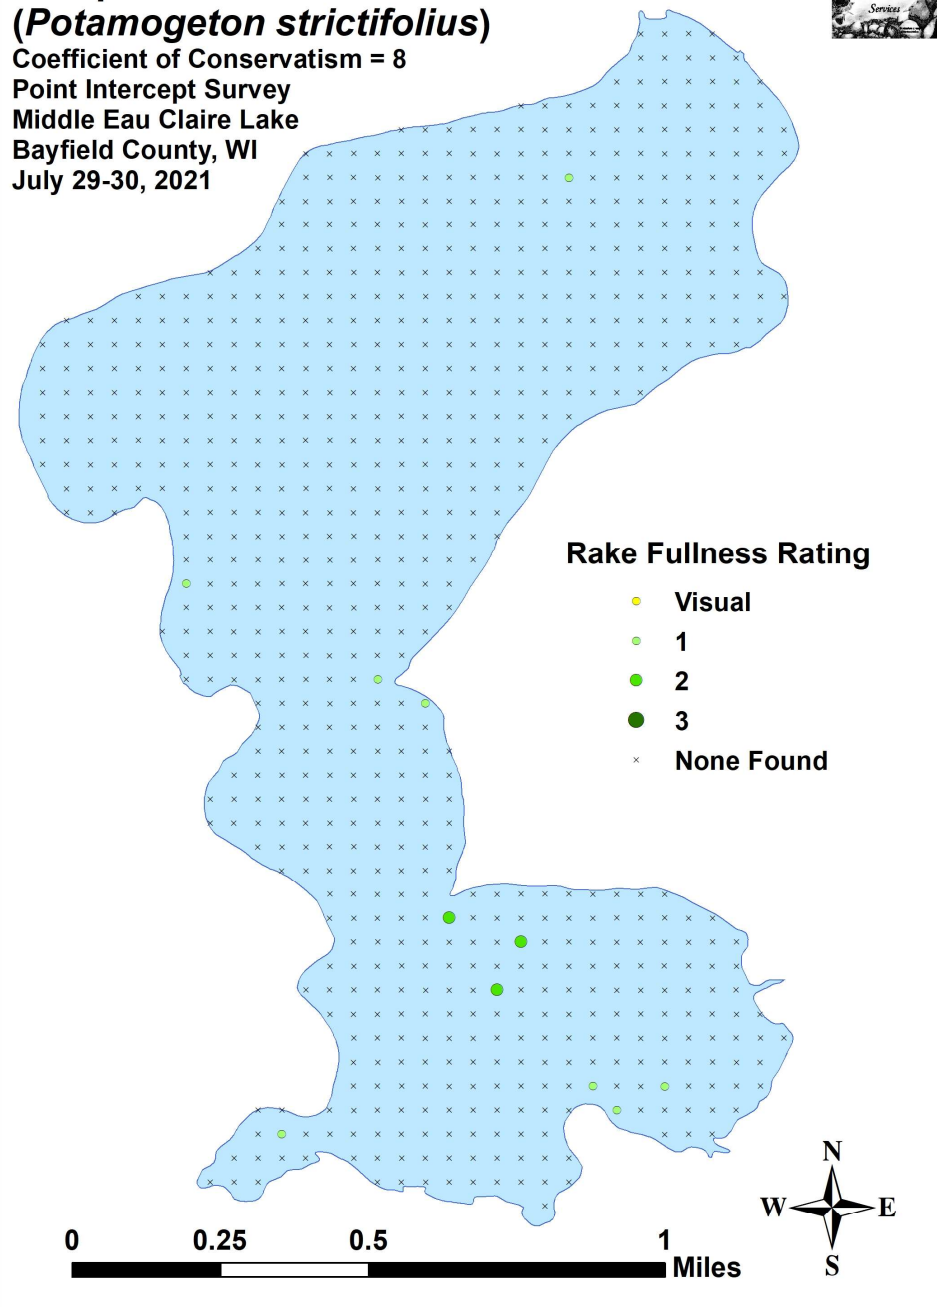 (Potamogeton strictifolius)
Coefficient of Conservatism = 8
Point Intercept Survey
Middle Eau Claire Lake
Bayfield County, WI
July 29-30, 2021
Services
Rake Fullness Rating
Visual
1
2
3
None Found
N
W E
S
0 0.25 0.5 1
Miles